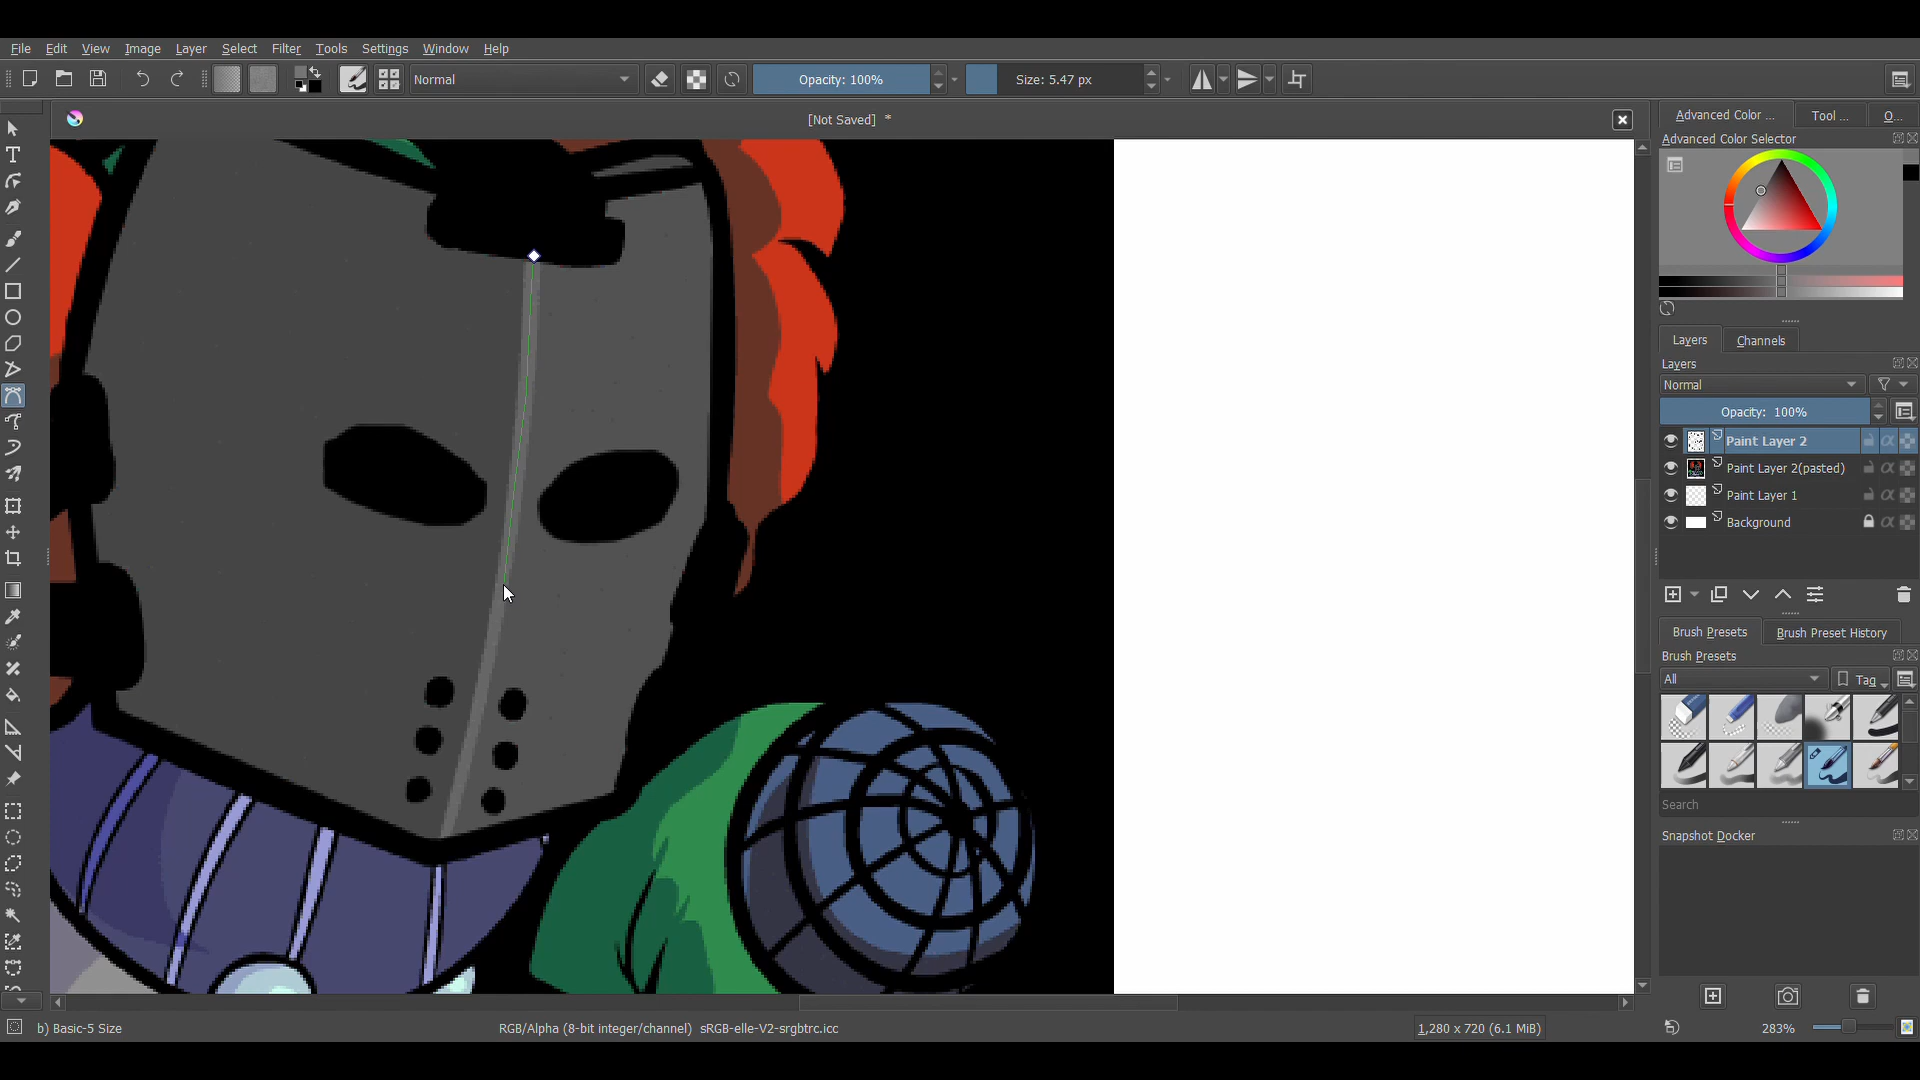 File Edit View Image Layer Select Filter Tools Settings Window Help
Normal Opacity: 100% Size: 5.47 px
[Not Saved] *
Advanced Color ... Tool ... O...
Advanced Color Selector
Layers Channels
Layers
Normal
Opacity: 100%
Paint Layer 2
Paint Layer 2(pasted)
Paint Layer 1
Background
Brush Presets Brush Preset History
Brush Presets
All Tag
Search
Snapshot Docker
b) Basic-5 Size RGB/Alpha (8-bit integer/channel) sRGB-elle-V2-srgbtrc.icc 1,280 x 720 (6.1 MiB) 283%